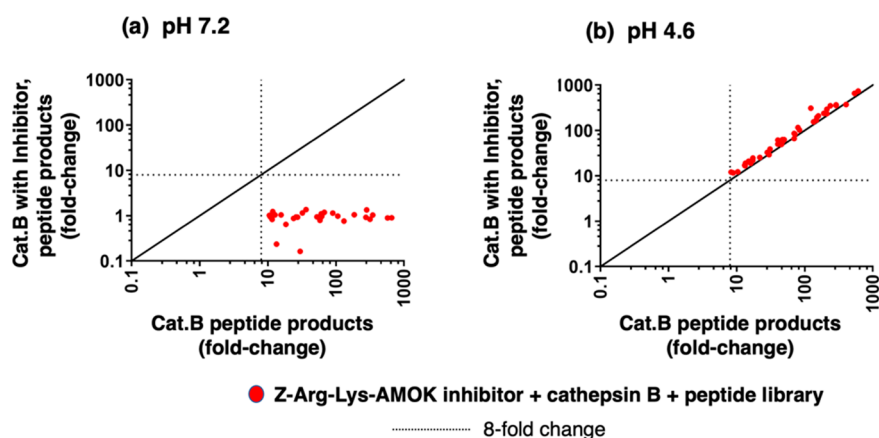 (a) pH 7.2
Cat.B with Inhibitor,
peptide products
(fold-change)
1000
100
10
1
0.1
0.1
1
10
100
1000
Cat.B peptide products
(fold-change)
(b) pH 4.6
Cat.B with Inhibitor,
peptide products
(fold-change)
1000
100
10
1
0.1
0.1
1
10
100
1000
Cat.B peptide products
(fold-change)
Z-Arg-Lys-AMOK inhibitor + cathepsin B + peptide library
8-fold change